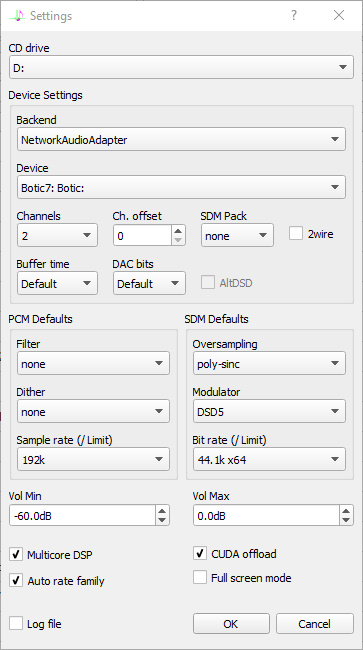 Settings ? ×
CD drive
D:
Device Settings
Backend
NetworkAudioAdapter
Device
Botic7: Botic:
Channels Ch. offset SDM Pack
2 0 none 2wire
Buffer time DAC bits
Default Default AltDSD
PCM Defaults SDM Defaults
Filter Oversampling
none poly-sinc
Dither Modulator
none DSD5
Sample rate (/ Limit) Bit rate (/ Limit)
192k 44.1k x64
Vol Min Vol Max
-60.0dB 0.0dB
Multicore DSP CUDA offload
Auto rate family Full screen mode
Log file OK Cancel